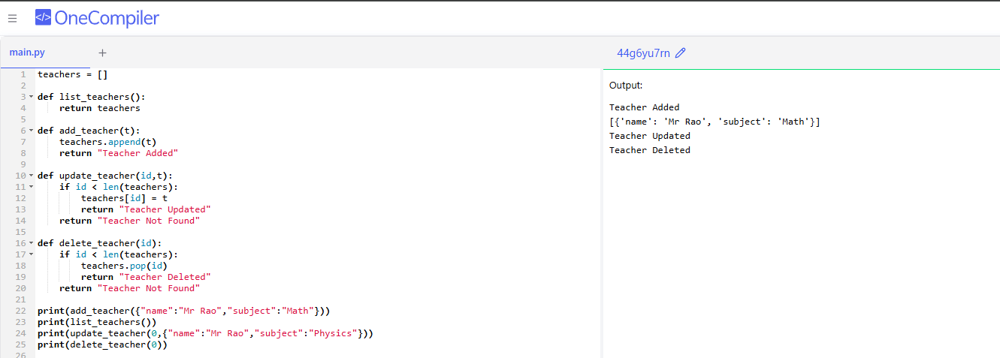 OneCompiler
main.py +
44g6yu7rn
1 teachers = []
2
3 def list_teachers():
4     return teachers
5
6 def add_teacher(t):
7     teachers.append(t)
8     return "Teacher Added"
9
10 def update_teacher(id,t):
11     if id < len(teachers):
12         teachers[id] = t
13         return "Teacher Updated"
14     return "Teacher Not Found"
15
16 def delete_teacher(id):
17     if id < len(teachers):
18         teachers.pop(id)
19         return "Teacher Deleted"
20     return "Teacher Not Found"
21
22 print(add_teacher({"name":"Mr Rao","subject":"Math"}))
23 print(list_teachers())
24 print(update_teacher(0,{"name":"Mr Rao","subject":"Physics"}))
25 print(delete_teacher(0))
26
Output:
Teacher Added
[{'name': 'Mr Rao', 'subject': 'Math'}]
Teacher Updated
Teacher Deleted